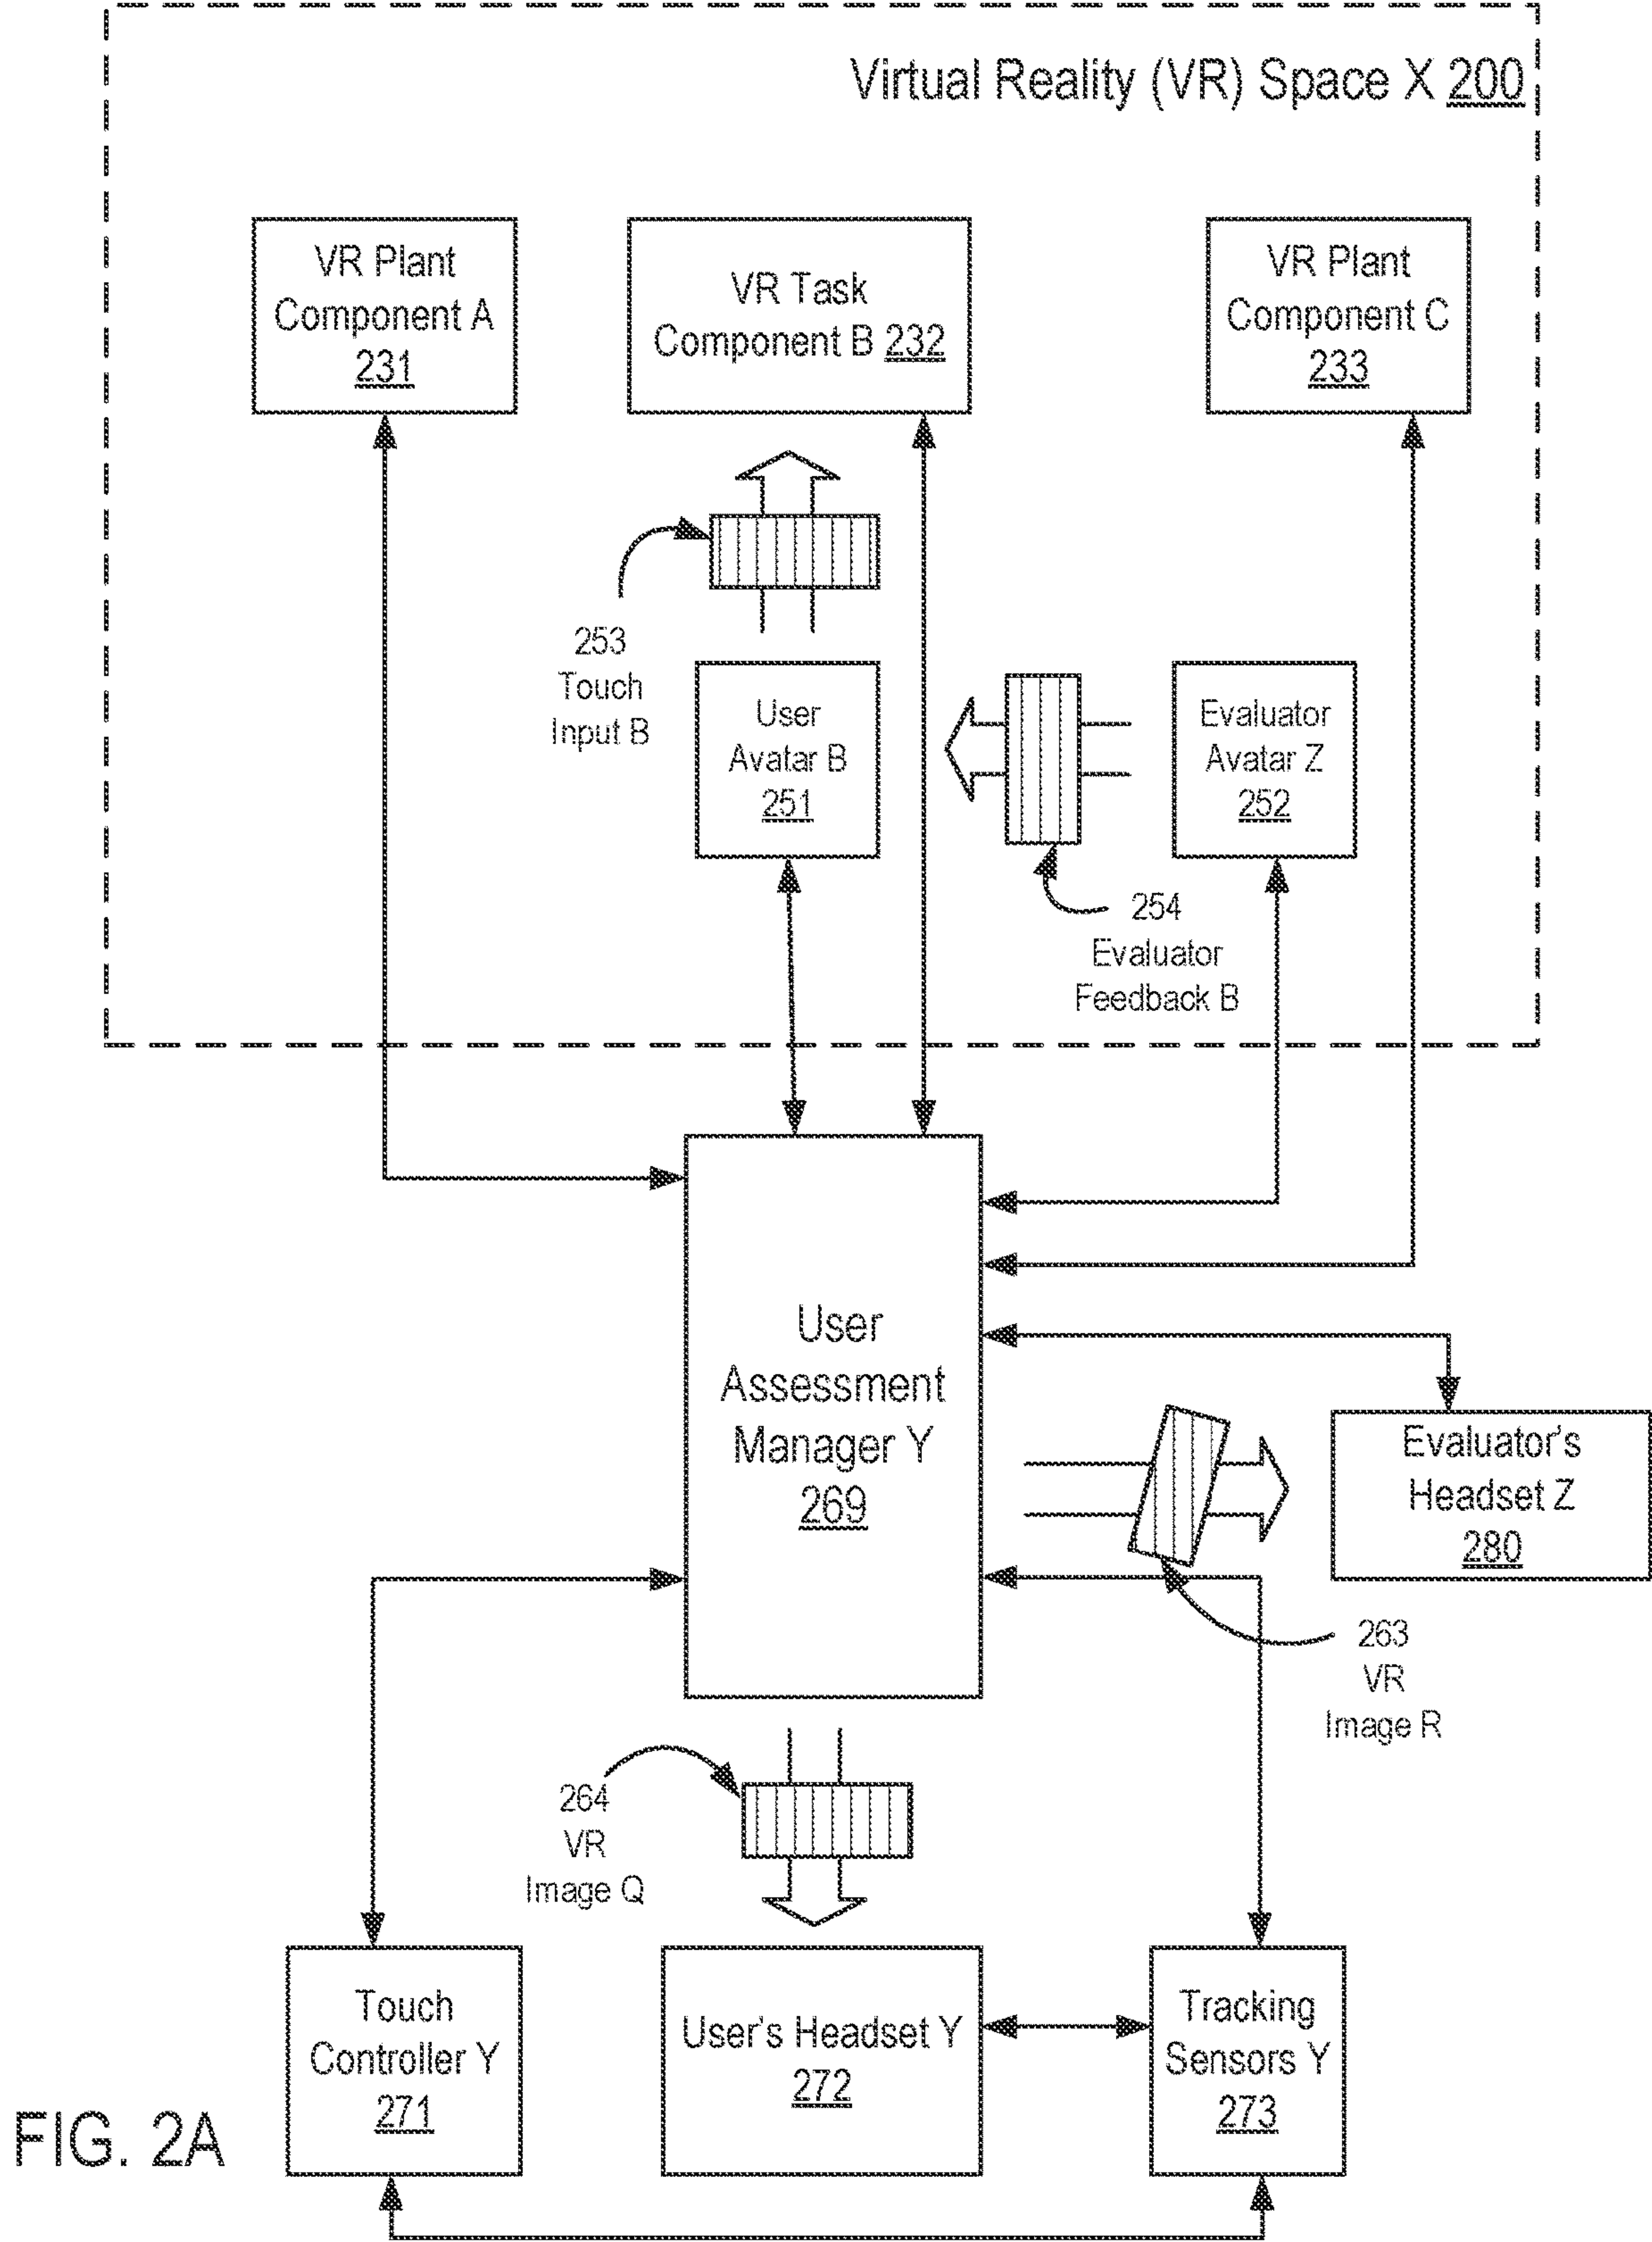 Virtual Reality (VR) Space X 200
VR Plant
Component A
231
VR Task
Component B 232
VR Plant
Component C
233
253
Touch
Input B
User
Avatar B
251
Evaluator
Avatar Z
252
254
Evaluator
Feedback B
User
Assessment
Manager Y
269
Evaluator's
Headset Z
280
263
VR
Image R
264
VR
Image Q
Touch
Controller Y
271
User's Headset Y
272
Tracking
Sensors Y
273
FIG. 2A